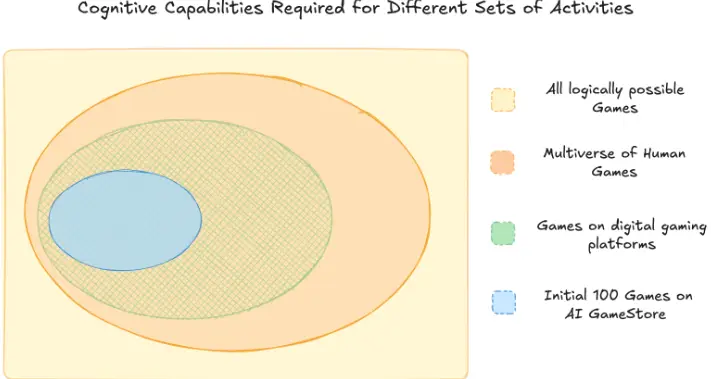 Cognitive Capabilities Required for Different Sets of Activities
All logically possible
Games
Multiverse of Human
Games
Games on digital gaming
platforms
Initial 100 Games on
AI GameStore